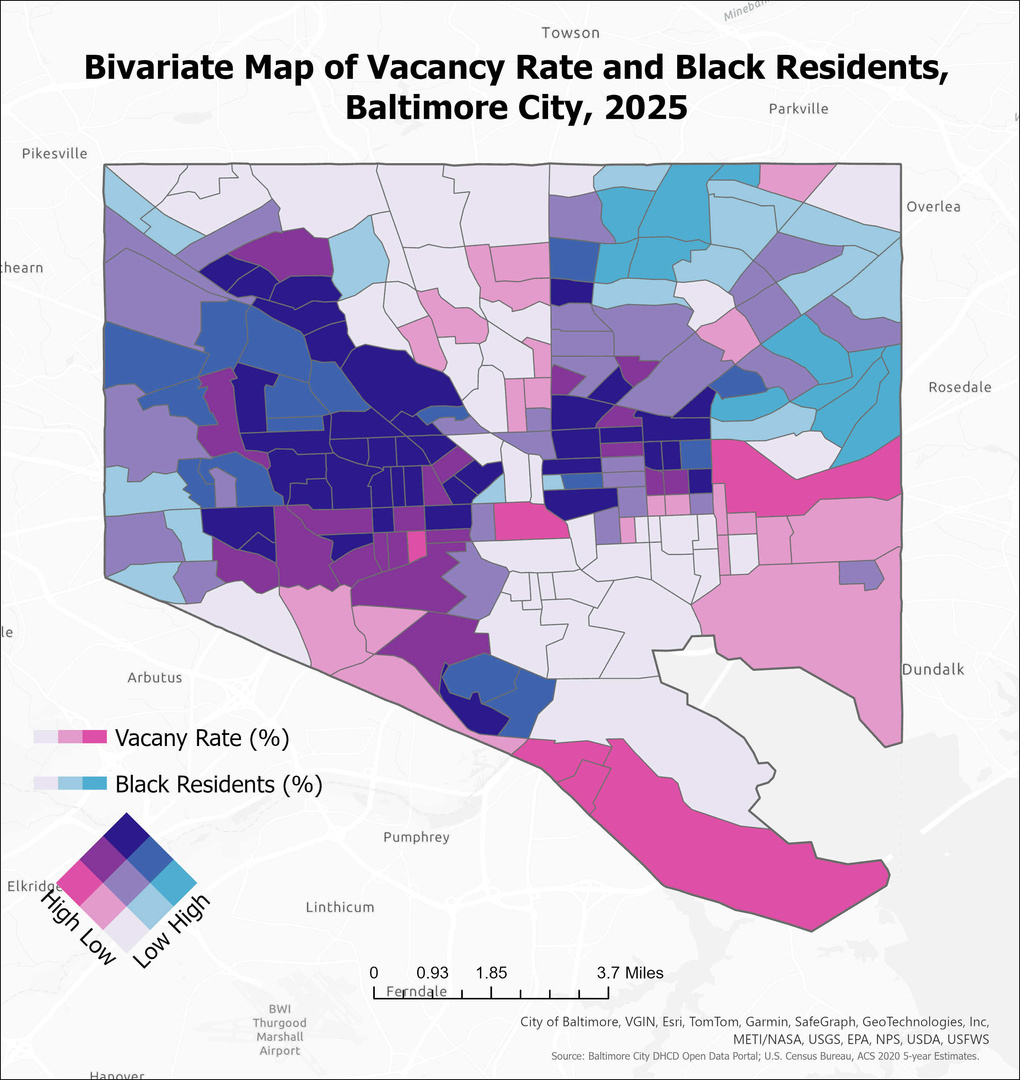 Mineb
Towson
Bivariate Map of Vacancy Rate and Black Residents,
Baltimore City, 2025
Parkville
Pikesville
Overlea
chearn
Rosedale
le
Dundalk
Arbutus
Vacany Rate (%)
Black Residents (%)
Pumphrey
Elkridge
High Low
Low High
Linthicum
0 0.93 1.85 3.7 Miles
Ferndale
BWI
Thurgood
Marshall
Airport
City of Baltimore, VGIN, Esri, TomTom, Garmin, SafeGraph, GeoTechnologies, Inc,
METI/NASA, USGS, EPA, NPS, USDA, USFWS
Source: Baltimore City DHCD Open Data Portal; U.S. Census Bureau, ACS 2020 5-year Estimates.
Hanover